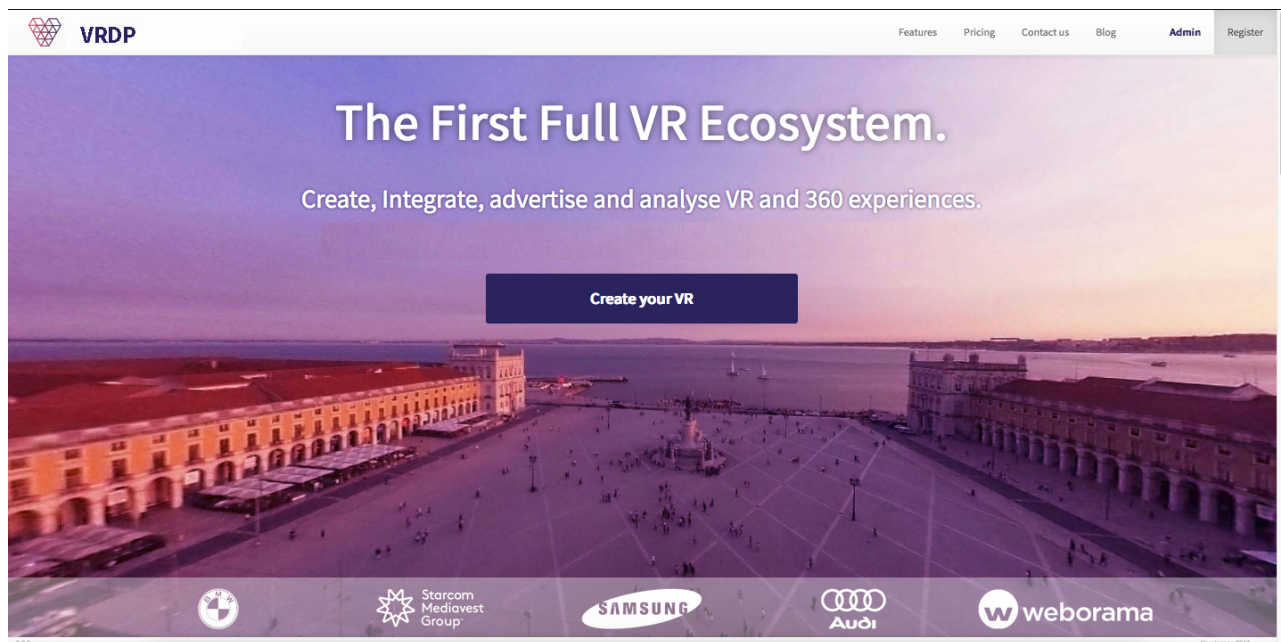 VRDP
Features Pricing Contact us Blog Admin Register
The First Full VR Ecosystem.
Create, Integrate, advertise and analyse VR and 360 experiences.
Create your VR
BMW
Starcom
Mediavest
Group
SAMSUNG
Audi
w weborama